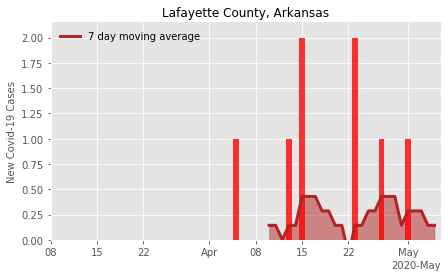 Lafayette County, Arkansas
7 day moving average
New Covid-19 Cases
2.00
1.75
1.50
1.25
1.00
0.75
0.50
0.25
0.00
08
15
22
Apr
08
15
22
May
2020-May